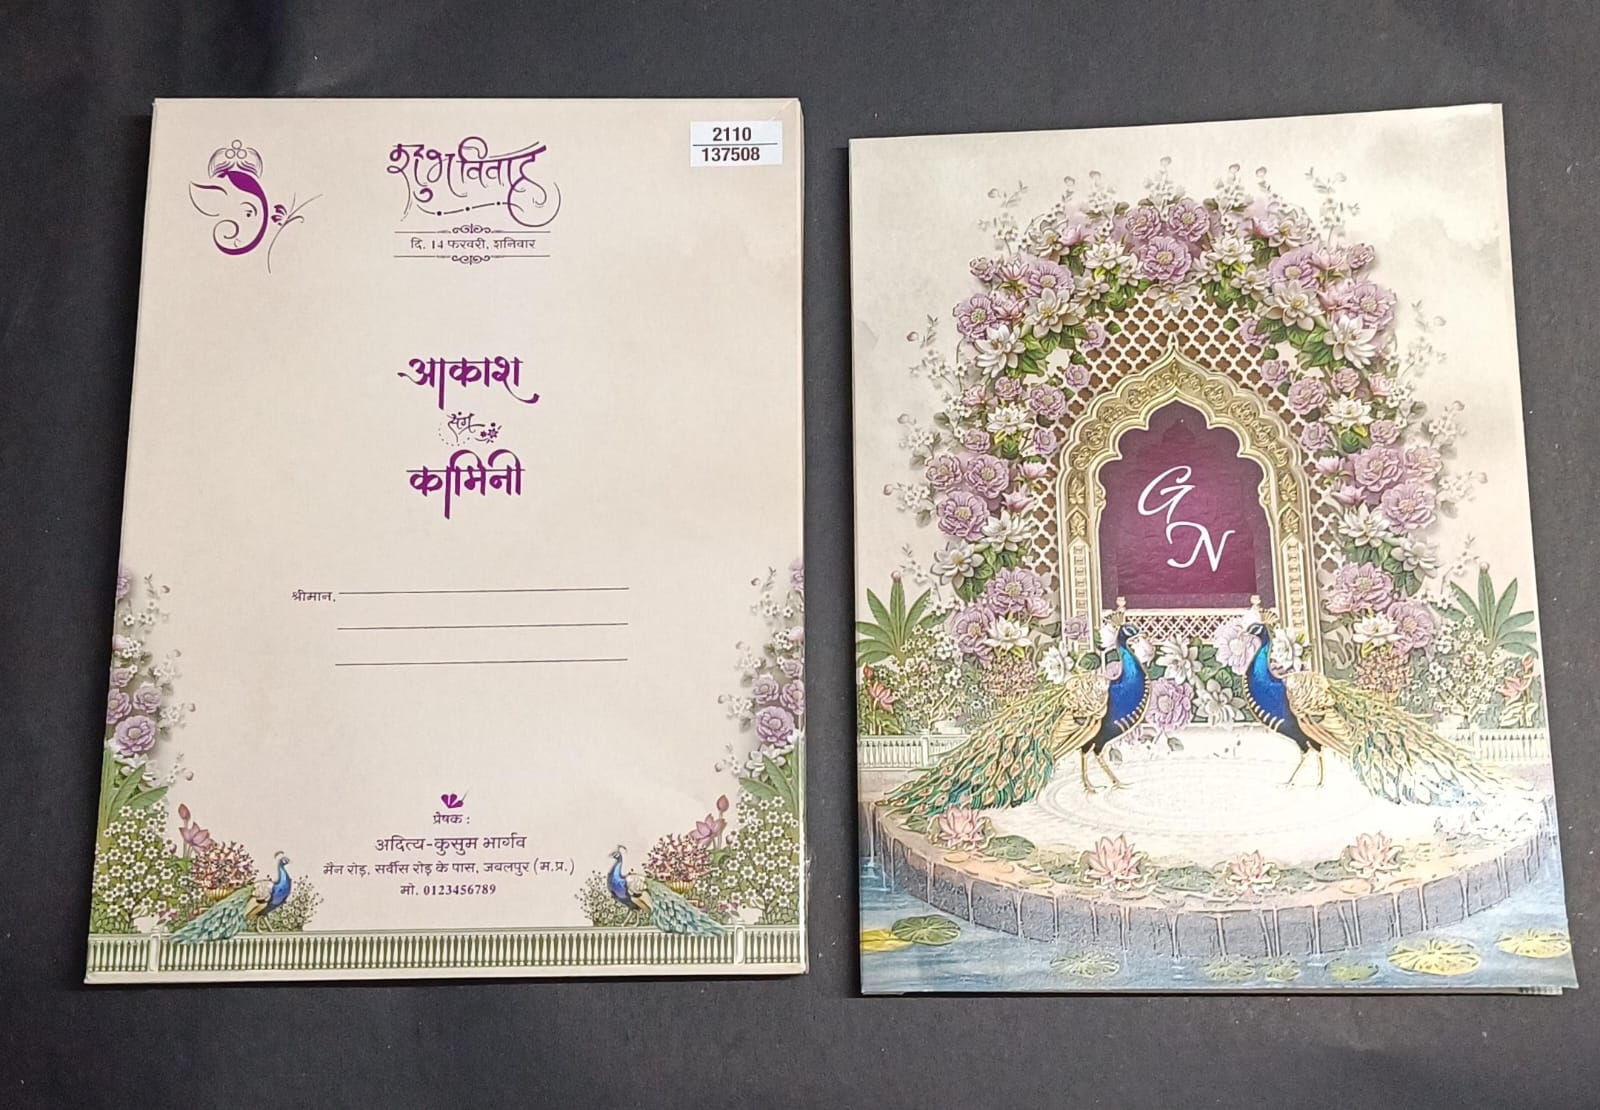 शुभ विवाह
2110
137508
दि. 14 फरवरी, शनिवार
आकाश
संग
कामिनी
श्रीमान,
प्रेषक :
अदित्य-कुसुम भार्गव
मैन रोड़, सर्वीस रोड़ के पास, जबलपुर (म.प्र.)
मो. 0123456789
G
N